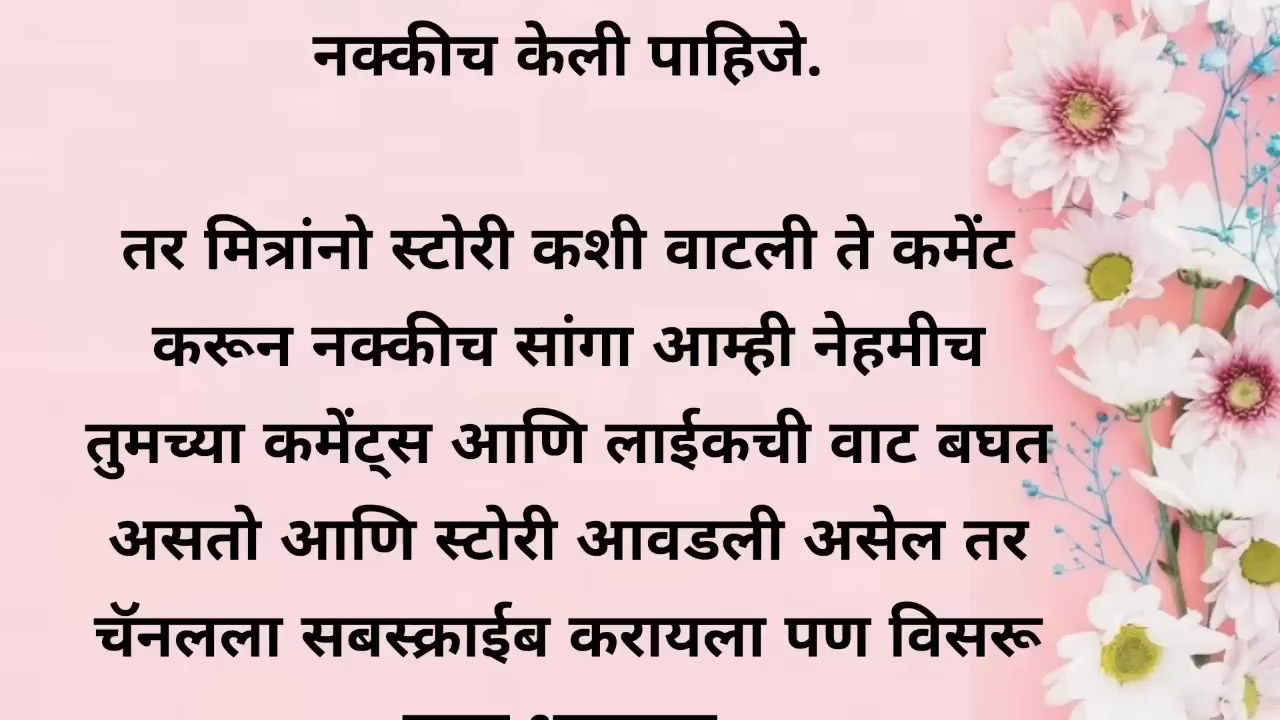 नक्कीच केली पाहिजे.
तर मित्रांनो स्टोरी कशी वाटली ते कमेंट
करून नक्कीच सांगा आम्ही नेहमीच
तुमच्या कमेंट्स आणि लाईकची वाट बघत
असतो आणि स्टोरी आवडली असेल तर
चॅनलला सबस्क्राईब करायला पण विसरू